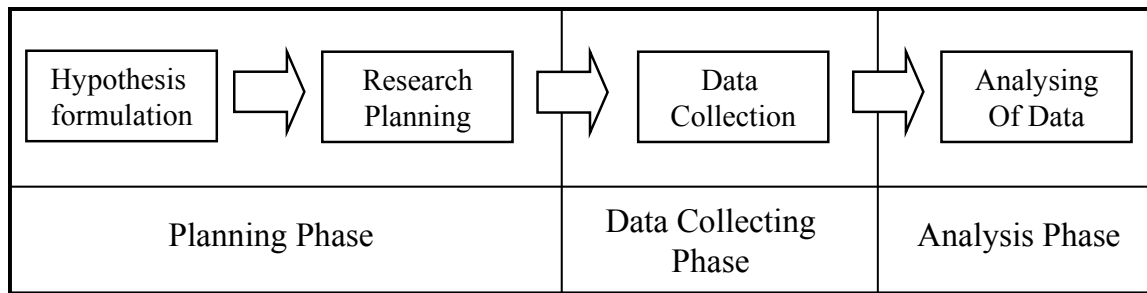 Hypothesis
formulation
Research
Planning
Data
Collection
Analysing
Of Data
Planning Phase
Data Collecting
Phase
Analysis Phase